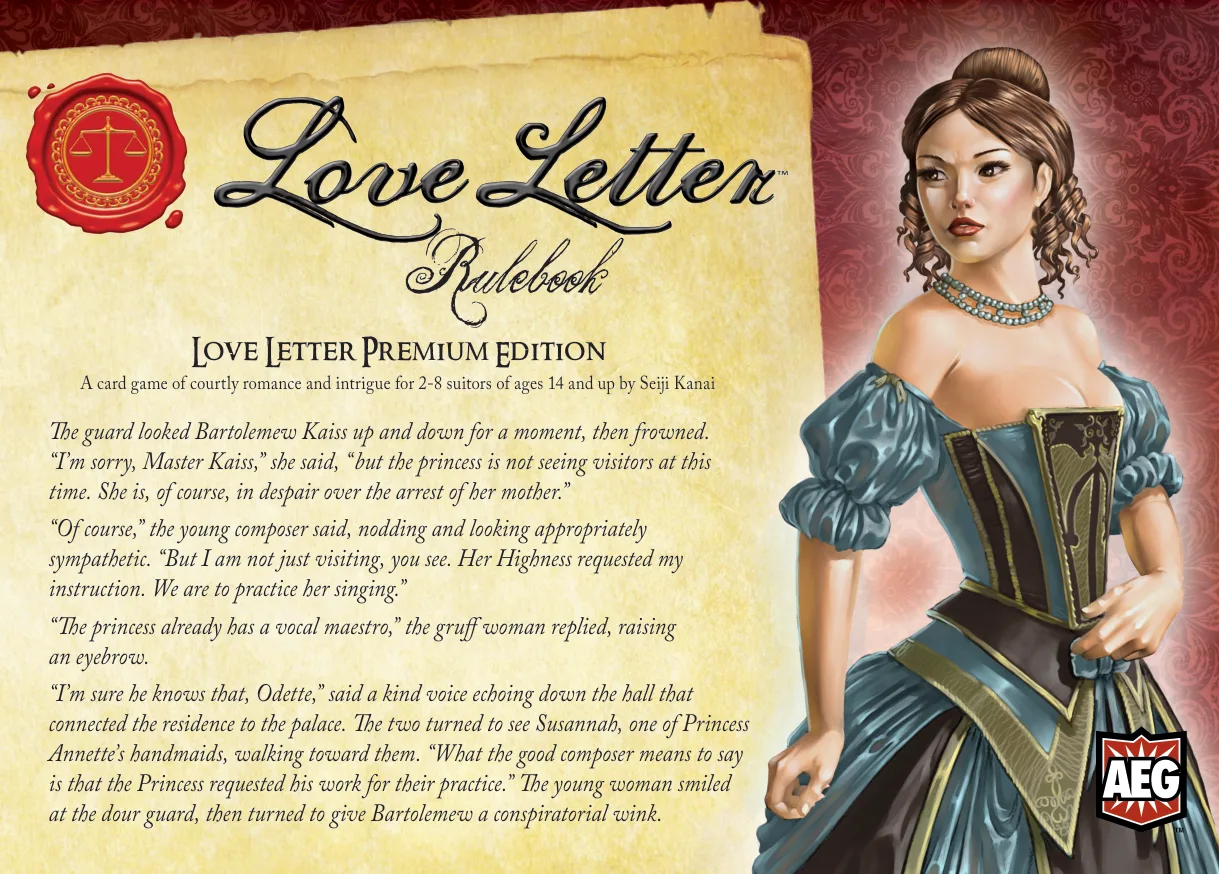 Love Letter™
Rulebook
Love Letter Premium Edition
A card game of courtly romance and intrigue for 2-8 suitors of ages 14 and up by Seiji Kanai
The guard looked Bartolemew Kaiss up and down for a moment, then frowned.
“I’m sorry, Master Kaiss,” she said, “but the princess is not seeing visitors at this
time. She is, of course, in despair over the arrest of her mother.”
“Of course,” the young composer said, nodding and looking appropriately
sympathetic. “But I am not just visiting, you see. Her Highness requested my
instruction. We are to practice her singing.”
“The princess already has a vocal maestro,” the gruff woman replied, raising
an eyebrow.
“I’m sure he knows that, Odette,” said a kind voice echoing down the hall that
connected the residence to the palace. The two turned to see Susannah, one of Princess
Annette’s handmaids, walking toward them. “What the good composer means to say
is that the Princess requested his work for their practice.” The young woman smiled
at the dour guard, then turned to give Bartolemew a conspiratorial wink.
AEG
™